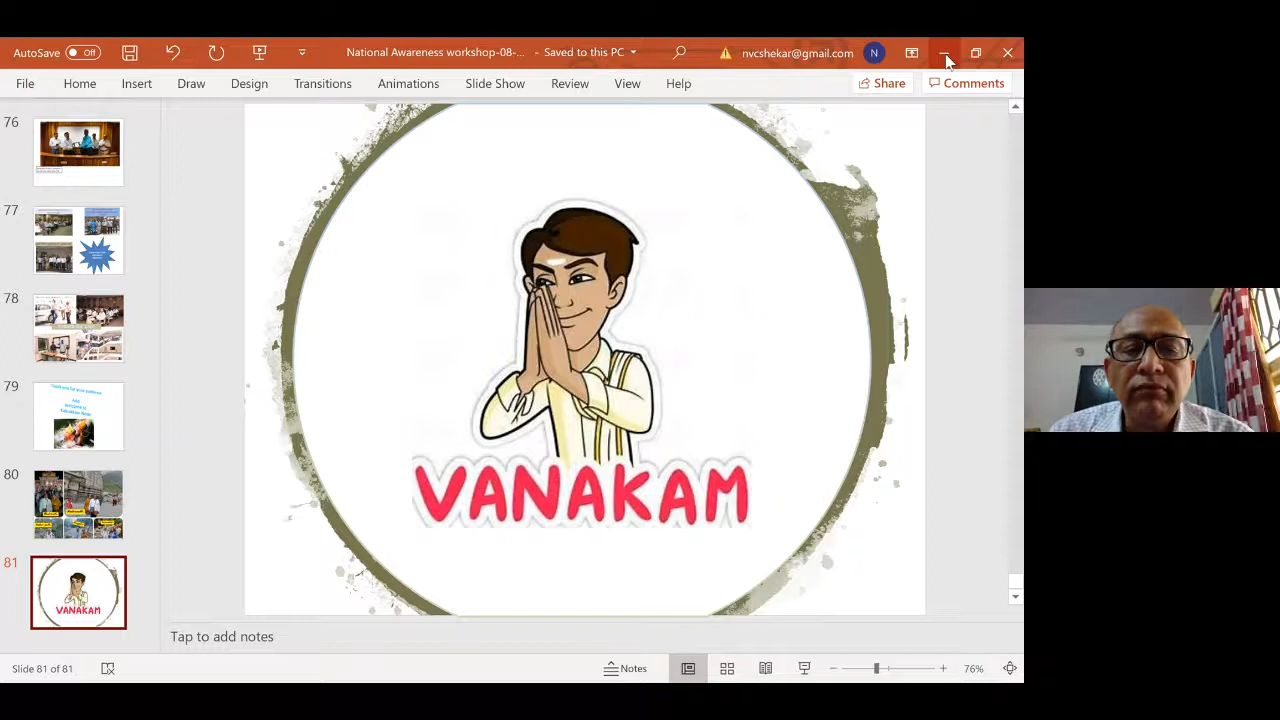 AutoSave Off
National Awareness workshop-08-... - Saved to this PC
nvcshekar@gmail.com N
File Home Insert Draw Design Transitions Animations Slide Show Review View Help
Share Comments
76
77
78
79
80
81
VANAKAM
VANAKAM
Tap to add notes
Slide 81 of 81
Notes
76%